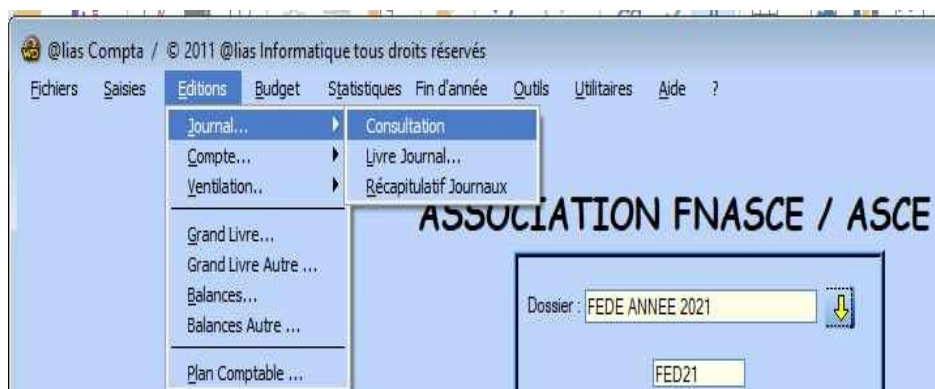 @lias Compta / © 2011 @lias Informatique tous droits réservés
Fichiers Saisies Editions Budget Statistiques Fin d'année Outils Utilitaires Aide ?
Journal... Consultation
Compte... Livre Journal...
Ventilation.. Récapitulatif Journaux
ASSOCIATION FNASCE / ASCE
Grand Livre...
Grand Livre Autre ...
Balances...
Dossier : FEDE ANNEE 2021
Balances Autre ...
Plan Comptable ...
FED21